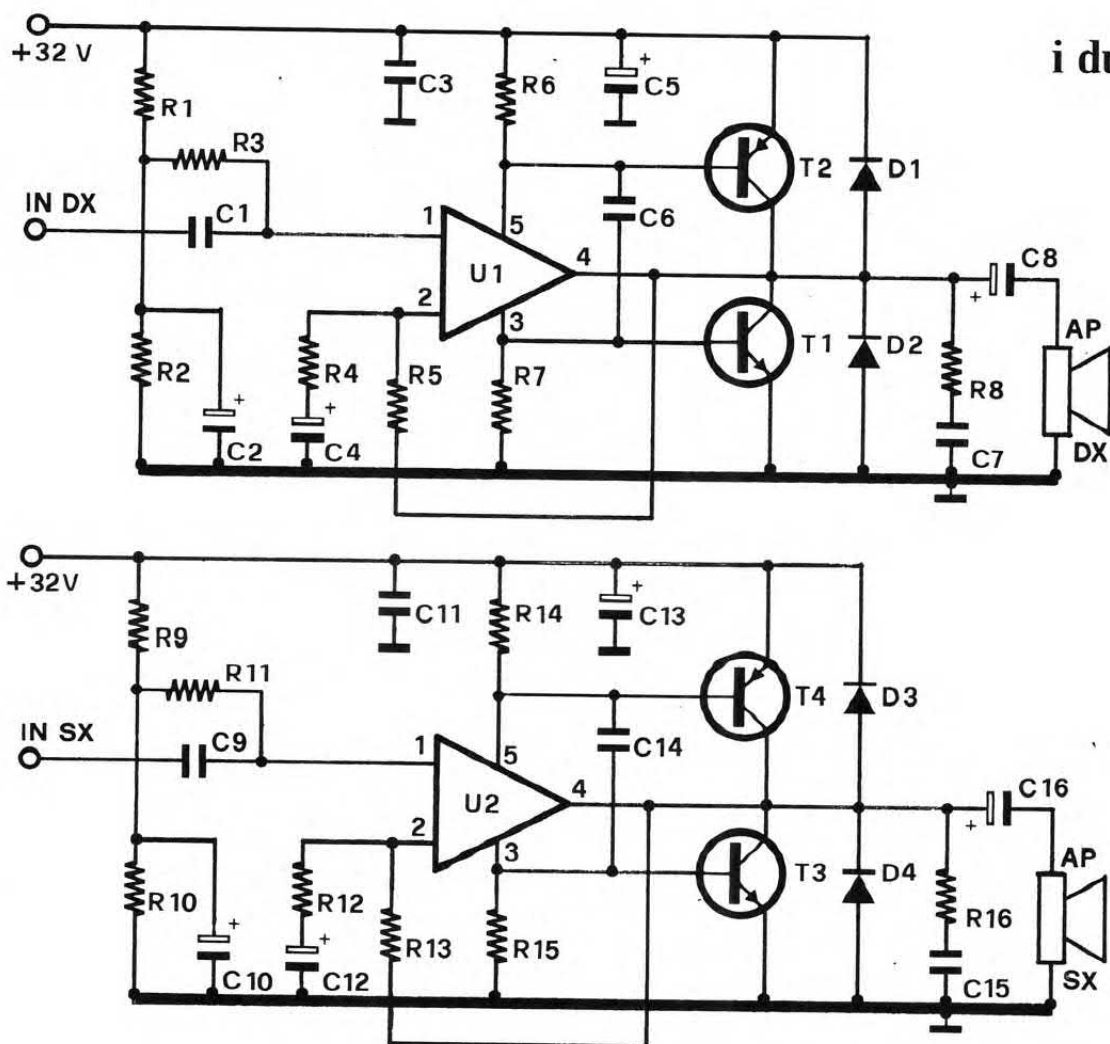 +32 V
i du
C3
R6
+
C5
R1
R3
T2
D1
IN DX
C1
1
5
C6
C8
U1
4
+
2
3
AP
R2
R4
R5
R7
T1
D2
R8
+
+
C2
C4
C7
DX
+32V
R9
C11
R14
+
C13
R11
T4
D3
IN SX
C9
1
5
C14
C16
U2
4
+
2
3
AP
R10
R12
R13
R15
T3
D4
R16
+
+
C10
C12
C15
SX